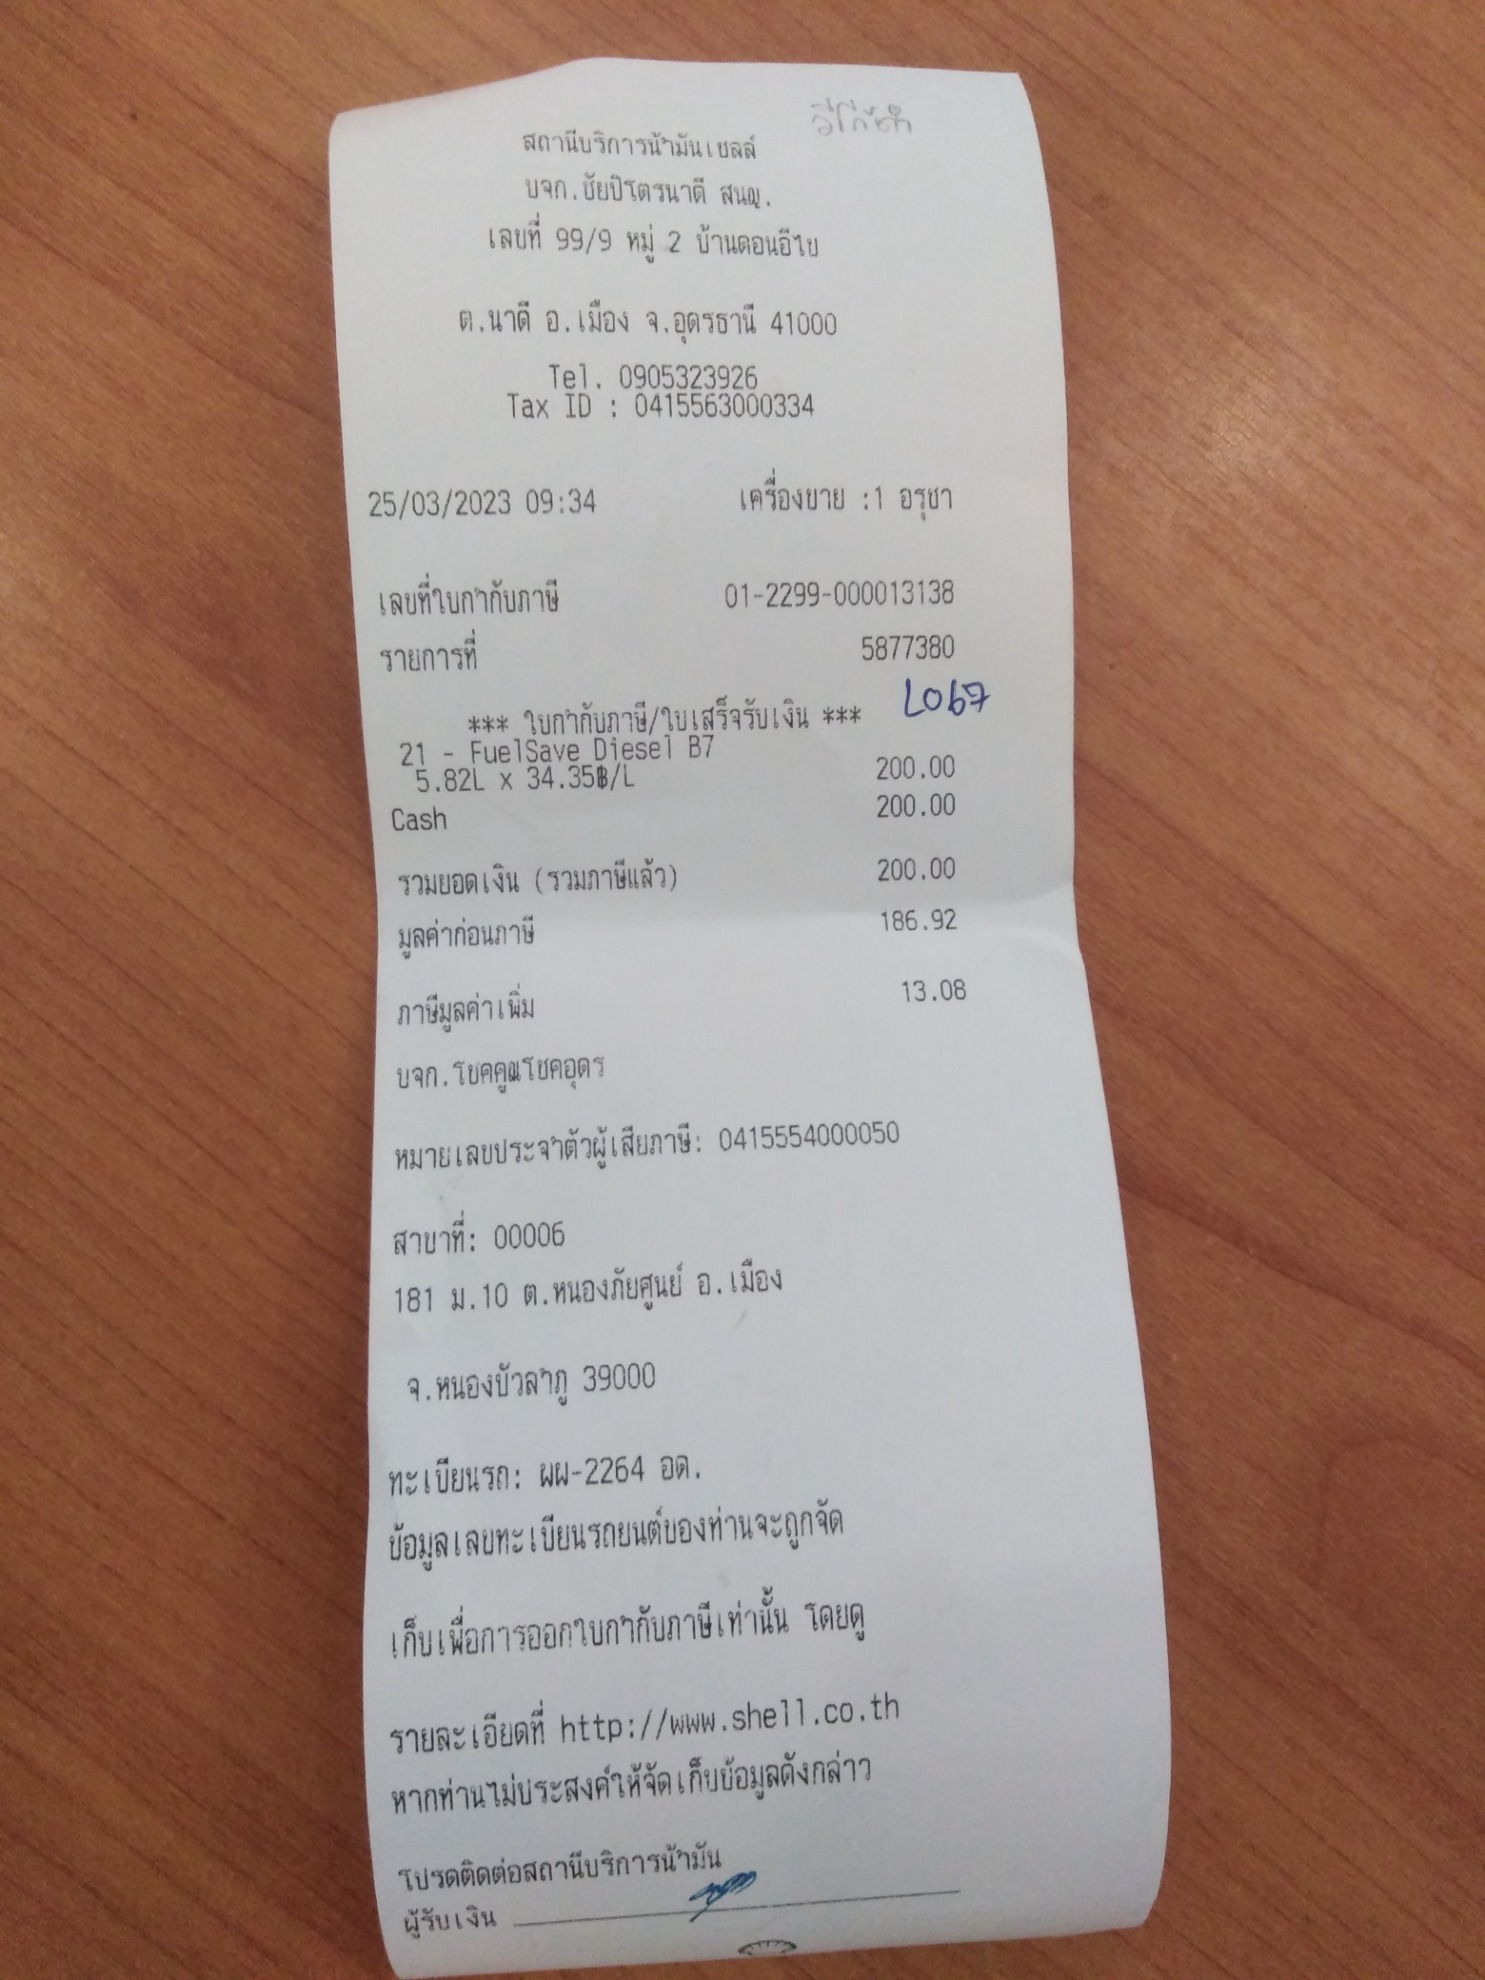 สถานีบริการน้ำมันเชลล์
บจก.ชัยปิโตรนาดี สนญ.
เลขที่ 99/9 หมู่ 2 บ้านดอนอีไข
ต.นาดี อ.เมือง จ.อุดรธานี 41000
Tel. 0905323926
Tax ID : 0415563000334
25/03/2023 09:34 เครื่องขาย :1 อรุชา
เลขที่ใบกำกับภาษี 01-2299-000013138
รายการที่ 5877380
L067
*** ใบกำกับภาษี/ใบเสร็จรับเงิน ***
21 - FuelSave Diesel B7
5.82L x 34.35฿/L 200.00
Cash 200.00
รวมยอดเงิน (รวมภาษีแล้ว) 200.00
มูลค่าก่อนภาษี 186.92
ภาษีมูลค่าเพิ่ม 13.08
บจก.โชคคูณโชคอุดร
หมายเลขประจำตัวผู้เสียภาษี: 0415554000050
สาขาที่: 00006
181 ม.10 ต.หนองภัยศูนย์ อ.เมือง
จ.หนองบัวลำภู 39000
ทะเบียนรถ: ผผ-2264 อด.
ข้อมูลเลขทะเบียนรถยนต์ของท่านจะถูกจัด
เก็บเพื่อการออกใบกำกับภาษีเท่านั้น โดยดู
รายละเอียดที่ http://www.shell.co.th
หากท่านไม่ประสงค์ให้จัดเก็บข้อมูลดังกล่าว
โปรดติดต่อสถานีบริการน้ำมัน
ผู้รับเงิน